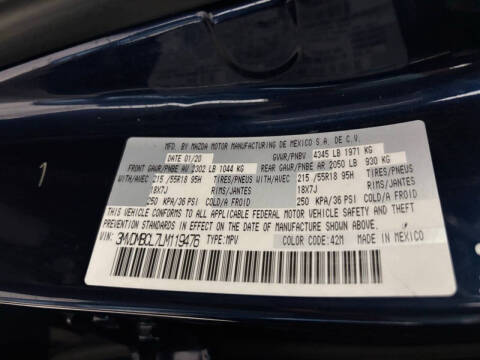 MFD. BY MAZDA MOTOR MANUFACTURING DE MEXICO S.A. DE C.V.
DATE 01/20 GVWR/PNBV 4345 LB 1971 KG
FRONT GAWR/PNBE AV 2302 LB 1044 KG REAR GAWR/PNBE AR 2050 LB 930 KG
WITH/AVEC 215/55R18 95H TIRES/PNEUS WITH/AVEC 215/55R18 95H TIRES/PNEUS
18X7J RIMS/JANTES 18X7J RIMS/JANTES
250 KPA/36 PSI COLD/A FROID 250 KPA/36 PSI COLD/A FROID
THIS VEHICLE CONFORMS TO ALL APPLICABLE FEDERAL MOTOR VEHICLE SAFETY AND THEFT
PREVENTION STANDARDS IN EFFECT ON THE DATE OF MANUFACTURE SHOWN ABOVE.
VIN: 3MVDMBCL7LM119476 TYPE:MPV COLOR CODE: 42M MADE IN MEXICO